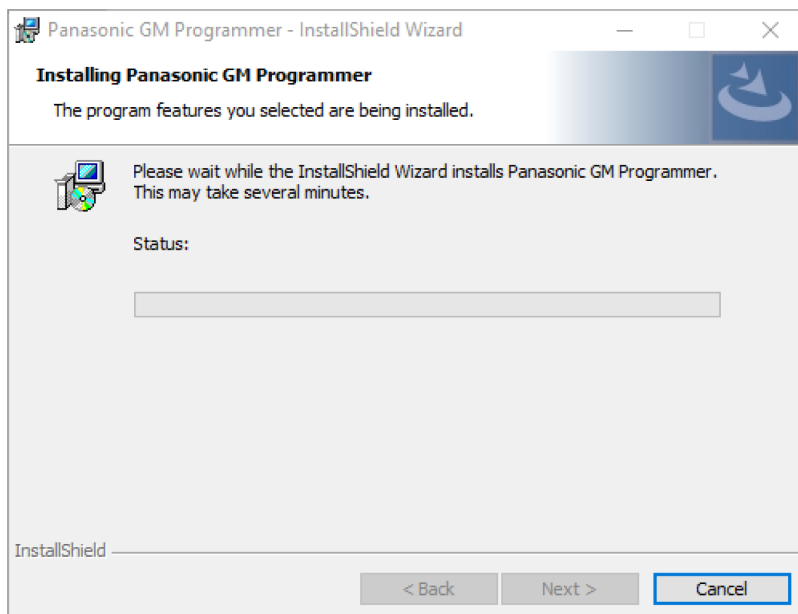 Panasonic GM Programmer - InstallShield Wizard
Installing Panasonic GM Programmer
The program features you selected are being installed.
Please wait while the InstallShield Wizard installs Panasonic GM Programmer.
This may take several minutes.
Status:
InstallShield
< Back
Next >
Cancel